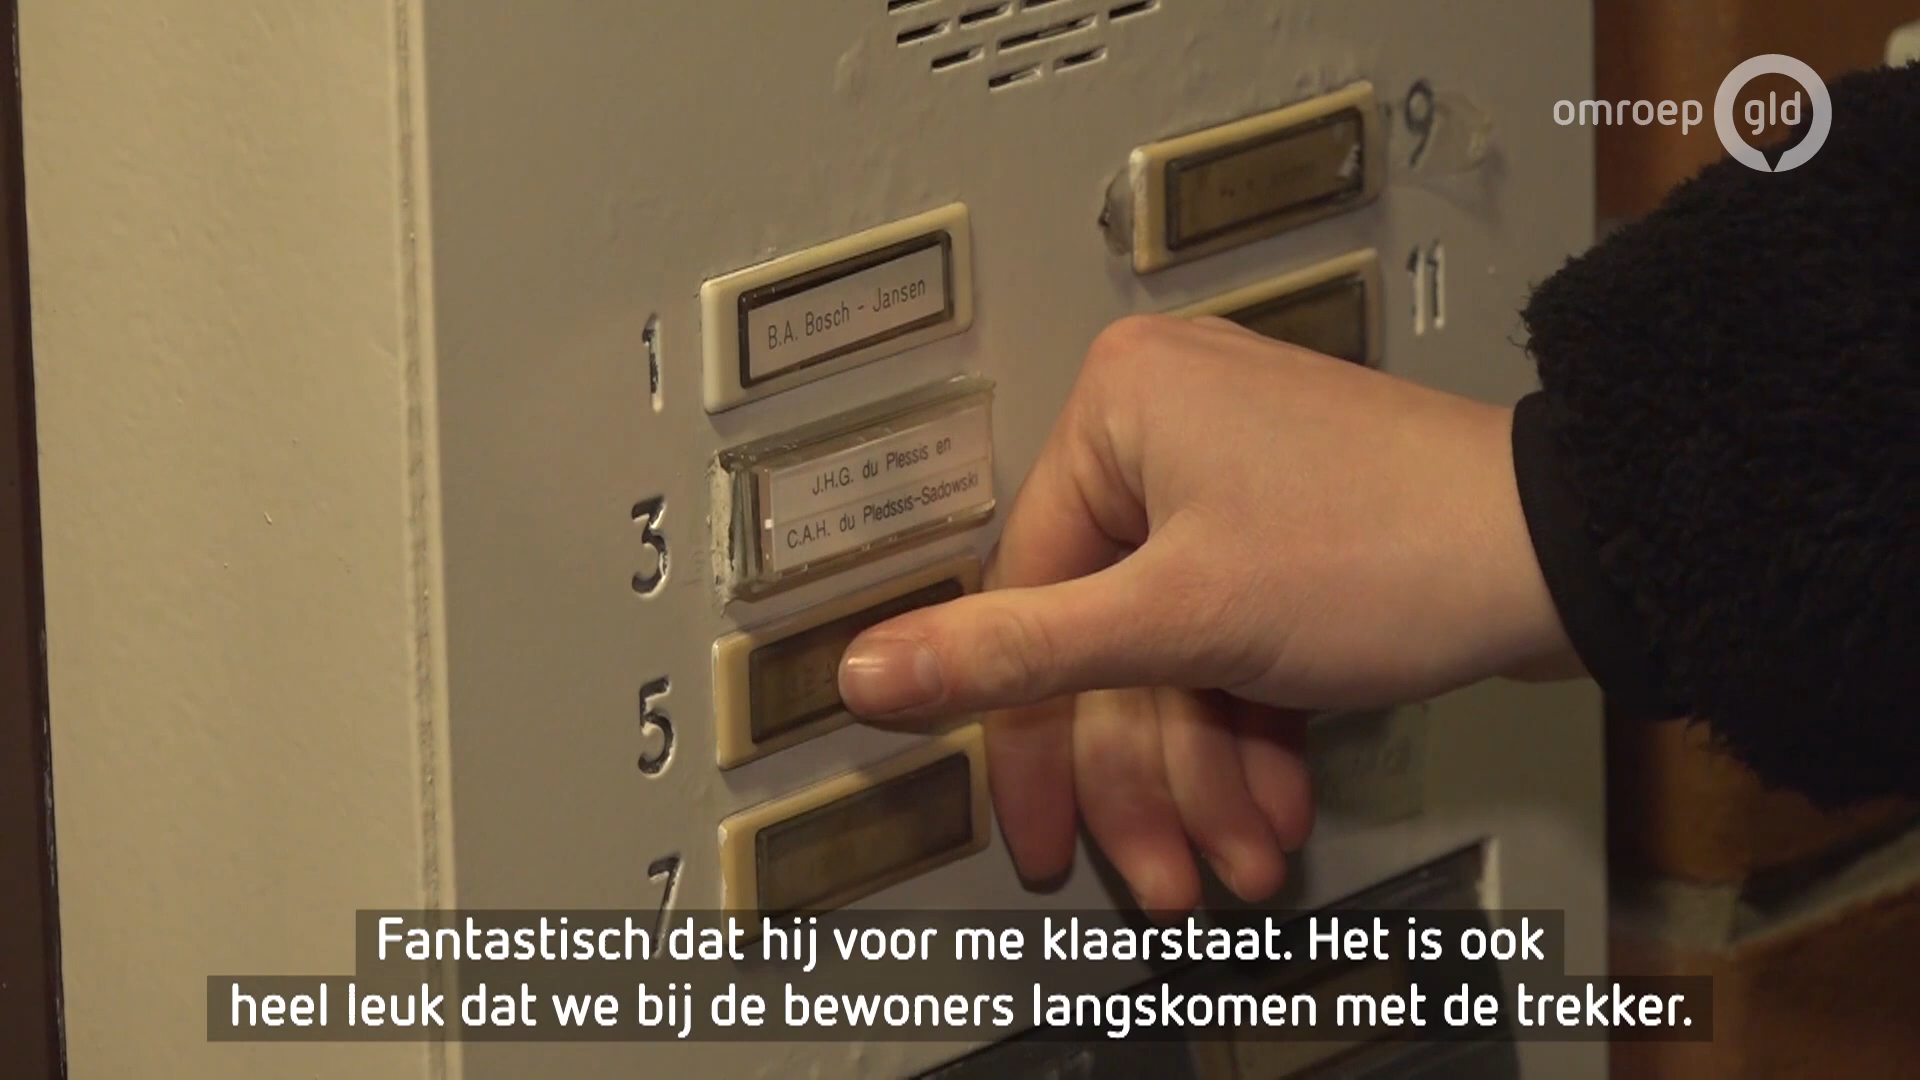 omroep gld
9
11
1
B.A. Bosch - Jansen
3
J.H.G. du Plessis en
C.A.H. du Pledssis-Sadowski
5
7
Fantastisch dat hij voor me klaarstaat. Het is ook
heel leuk dat we bij de bewoners langskomen met de trekker.